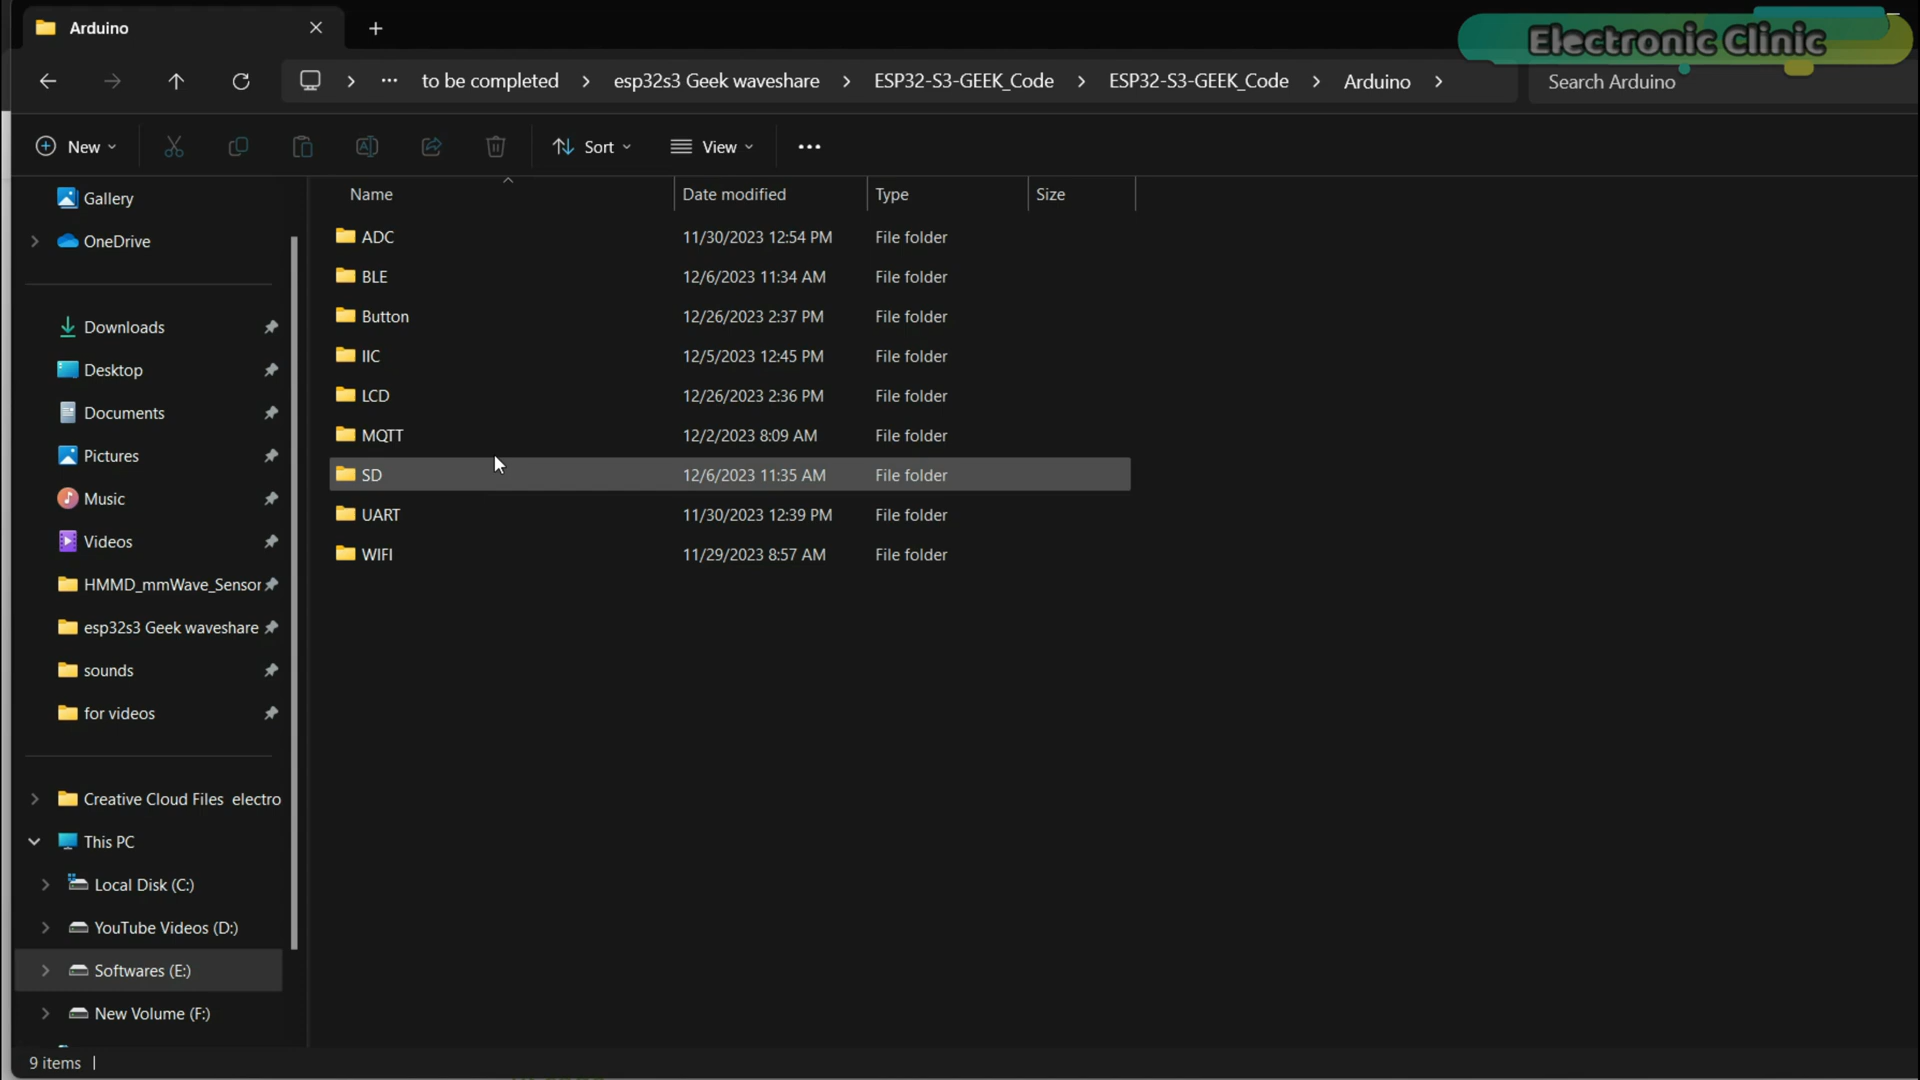 Arduino
Electronic Clinic
to be completed
esp32s3 Geek waveshare
ESP32-S3-GEEK_Code
ESP32-S3-GEEK_Code
Arduino
Search Arduino
New
Sort
View
Gallery
OneDrive
Downloads
Desktop
Documents
Pictures
Music
Videos
HMMD_mmWave_Sensor
esp32s3 Geek waveshare
sounds
for videos
Creative Cloud Files electro
This PC
Local Disk (C:)
YouTube Videos (D:)
Softwares (E:)
New Volume (F:)
Name Date modified Type Size
ADC 11/30/2023 12:54 PM File folder
BLE 12/6/2023 11:34 AM File folder
Button 12/26/2023 2:37 PM File folder
IIC 12/5/2023 12:45 PM File folder
LCD 12/26/2023 2:36 PM File folder
MQTT 12/2/2023 8:09 AM File folder
SD 12/6/2023 11:35 AM File folder
UART 11/30/2023 12:39 PM File folder
WIFI 11/29/2023 8:57 AM File folder
9 items